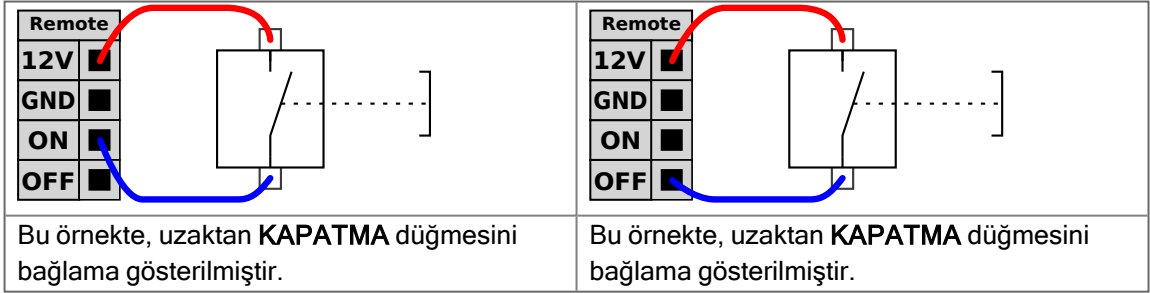 Remote
12V
GND
ON
OFF
Bu örnekte, uzaktan KAPATMA düğmesini
bağlama gösterilmiştir.
Remote
12V
GND
ON
OFF
Bu örnekte, uzaktan KAPATMA düğmesini
bağlama gösterilmiştir.